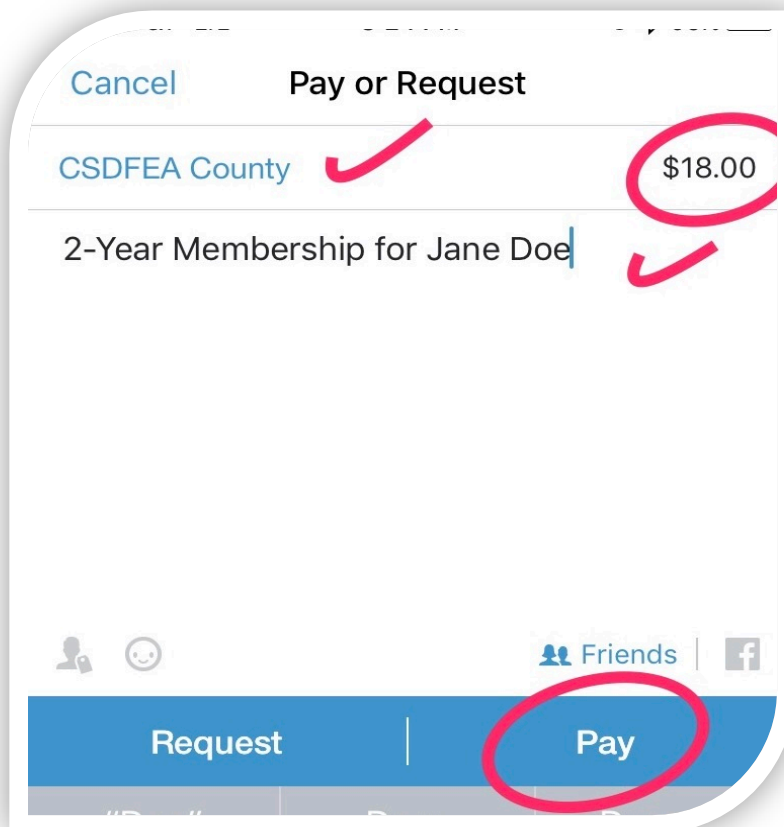 Cancel Pay or Request
CSDFEA County $18.00
2-Year Membership for Jane Doe
Friends
Request Pay